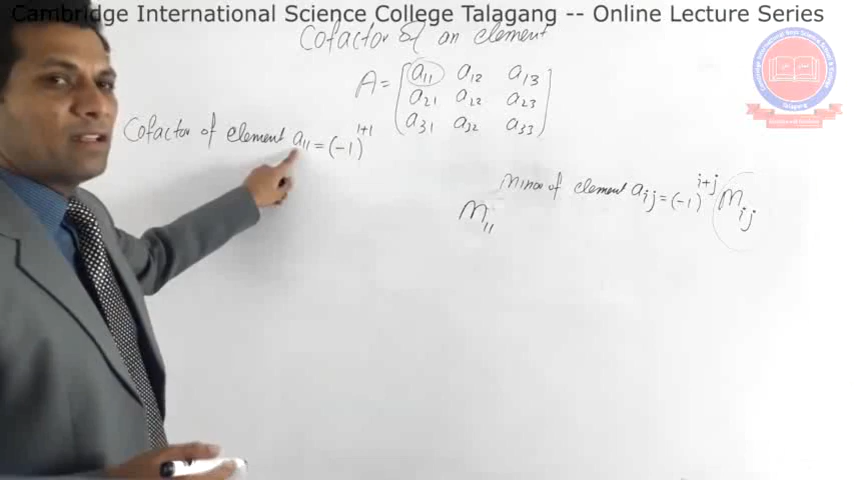 Cambridge International Science College Talagang -- Online Lecture Series
Cofactor of an element
A = [a11 a12 a13
a21 a22 a23
a31 a32 a33]
Cofactor of element a11 = (-1)^1+1
Minor of element aij = (-1)^i+j Mij
M11
Talagang